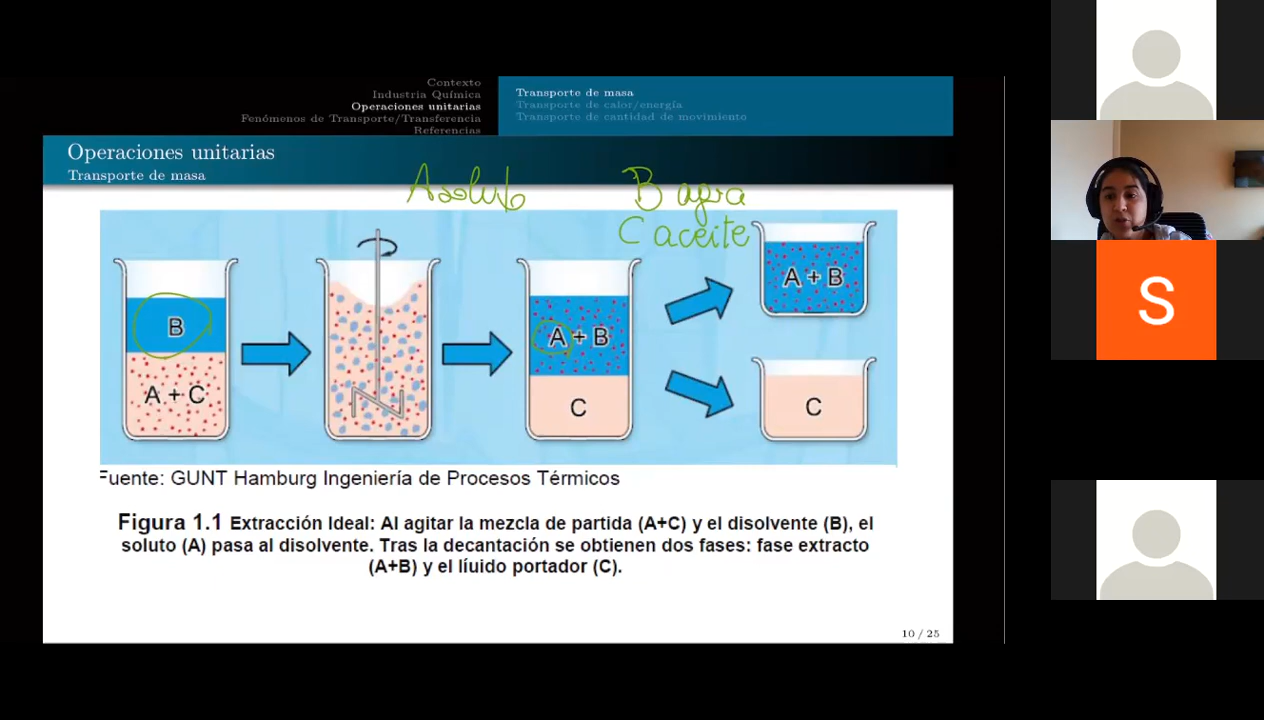 Contexto
Industria Química
Operaciones unitarias
Fenómenos de Transporte/Transferencia
Referencias
Transporte de masa
Transporte de calor/energía
Transporte de cantidad de movimiento
Operaciones unitarias
Transporte de masa
A soluto
B agua
C aceite
B
A + C
A + B
C
A + B
C
Fuente: GUNT Hamburg Ingeniería de Procesos Térmicos
Figura 1.1 Extracción Ideal: Al agitar la mezcla de partida (A+C) y el disolvente (B), el
soluto (A) pasa al disolvente. Tras la decantación se obtienen dos fases: fase extracto
(A+B) y el líuido portador (C).
10 / 25
S